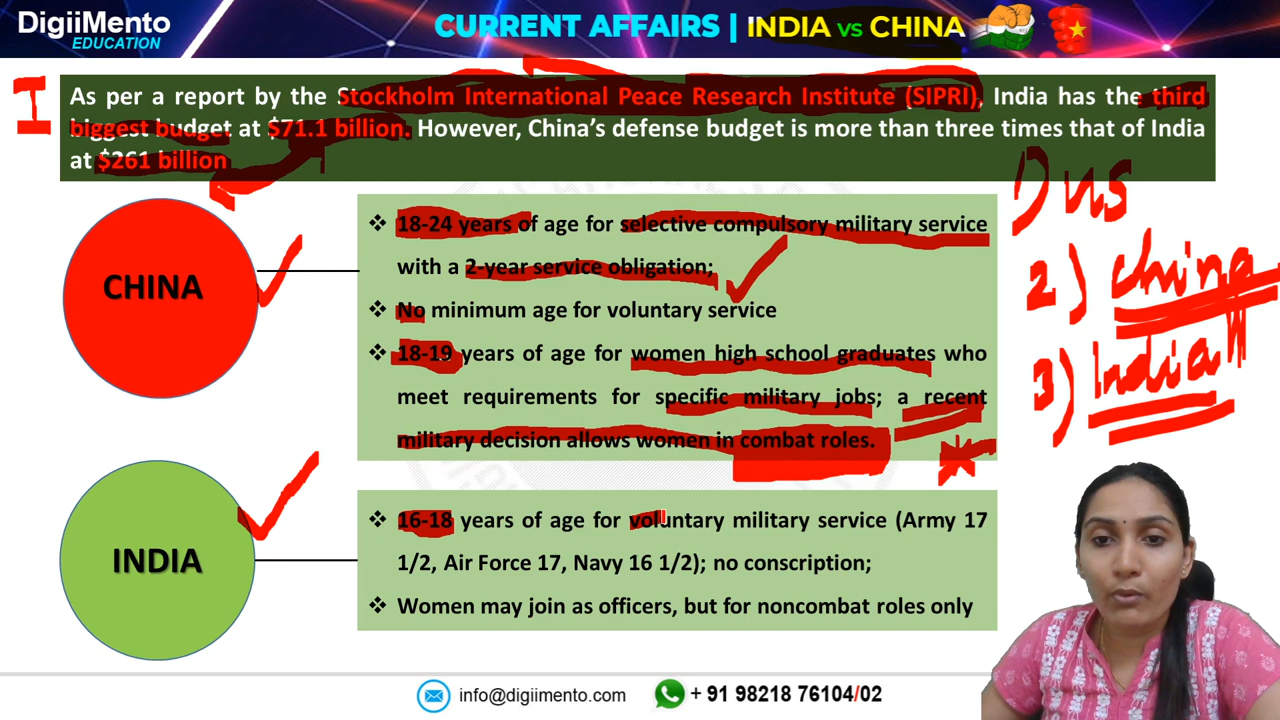 DigiiMento
EDUCATION
CURRENT AFFAIRS | INDIA vs CHINA
As per a report by the Stockholm International Peace Research Institute (SIPRI), India has the third
biggest budget at $71.1 billion. However, China’s defense budget is more than three times that of India
at $261 billion
1) US
2) China
3) India
CHINA
❖ 18-24 years of age for selective compulsory military service
with a 2-year service obligation;
❖ No minimum age for voluntary service
❖ 18-19 years of age for women high school graduates who
meet requirements for specific military jobs; a recent
military decision allows women in combat roles.
INDIA
❖ 16-18 years of age for voluntary military service (Army 17
1/2, Air Force 17, Navy 16 1/2); no conscription;
❖ Women may join as officers, but for noncombat roles only
info@digiimento.com
+ 91 98218 76104/02